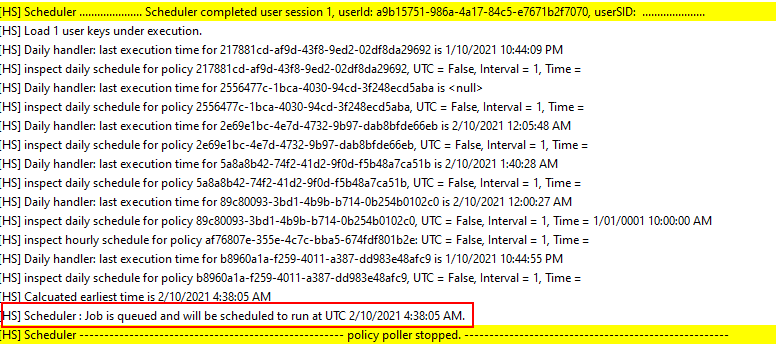 [HS] Scheduler ..................... Scheduler completed user session 1, userId: a9b15751-986a-4a17-84c5-e7671b2f7070, userSID:  .....................
[HS] Load 1 user keys under execution.
[HS] Daily handler: last execution time for 217881cd-af9d-43f8-9ed2-02df8da29692 is 1/10/2021 10:44:09 PM
[HS] inspect daily schedule for policy 217881cd-af9d-43f8-9ed2-02df8da29692, UTC = False, Interval = 1, Time =
[HS] Daily handler: last execution time for 2556477c-1bca-4030-94cd-3f248ecd5aba is <null>
[HS] inspect daily schedule for policy 2556477c-1bca-4030-94cd-3f248ecd5aba, UTC = False, Interval = 1, Time =
[HS] Daily handler: last execution time for 2e69e1bc-4e7d-4732-9b97-dab8bfde66eb is 2/10/2021 12:05:48 AM
[HS] inspect daily schedule for policy 2e69e1bc-4e7d-4732-9b97-dab8bfde66eb, UTC = False, Interval = 1, Time =
[HS] Daily handler: last execution time for 5a8a8b42-74f2-41d2-9f0d-f5b48a7ca51b is 2/10/2021 1:40:28 AM
[HS] inspect daily schedule for policy 5a8a8b42-74f2-41d2-9f0d-f5b48a7ca51b, UTC = False, Interval = 1, Time =
[HS] Daily handler: last execution time for 89c80093-3bd1-4b9b-b714-0b254b0102c0 is 2/10/2021 12:00:27 AM
[HS] inspect daily schedule for policy 89c80093-3bd1-4b9b-b714-0b254b0102c0, UTC = False, Interval = 1, Time = 1/01/0001 10:00:00 AM
[HS] inspect hourly schedule for policy af76807e-355e-4c7c-bba5-674fdf801b2e: UTC = False, Interval = 1, Time =
[HS] Daily handler: last execution time for b8960a1a-f259-4011-a387-dd983e48afc9 is 1/10/2021 10:44:55 PM
[HS] inspect daily schedule for policy b8960a1a-f259-4011-a387-dd983e48afc9, UTC = False, Interval = 1, Time =
[HS] Calcuated earliest time is 2/10/2021 4:38:05 AM
[HS] Scheduler : Job is queued and will be scheduled to run at UTC 2/10/2021 4:38:05 AM.
[HS] Scheduler ---------------------------------------------------- policy poller stopped. ----------------------------------------------------